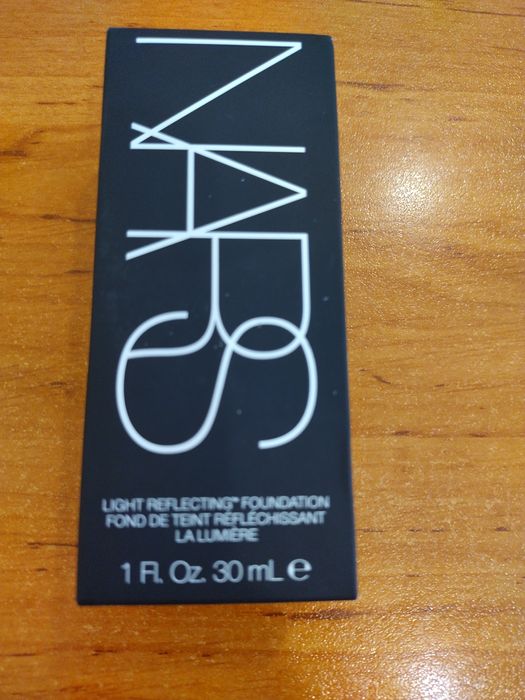 NARS
LIGHT REFLECTING™ FOUNDATION
FOND DE TEINT RÉFLÉCHISSANT
LA LUMIÈRE
1 Fl. Oz. 30 mL ℮